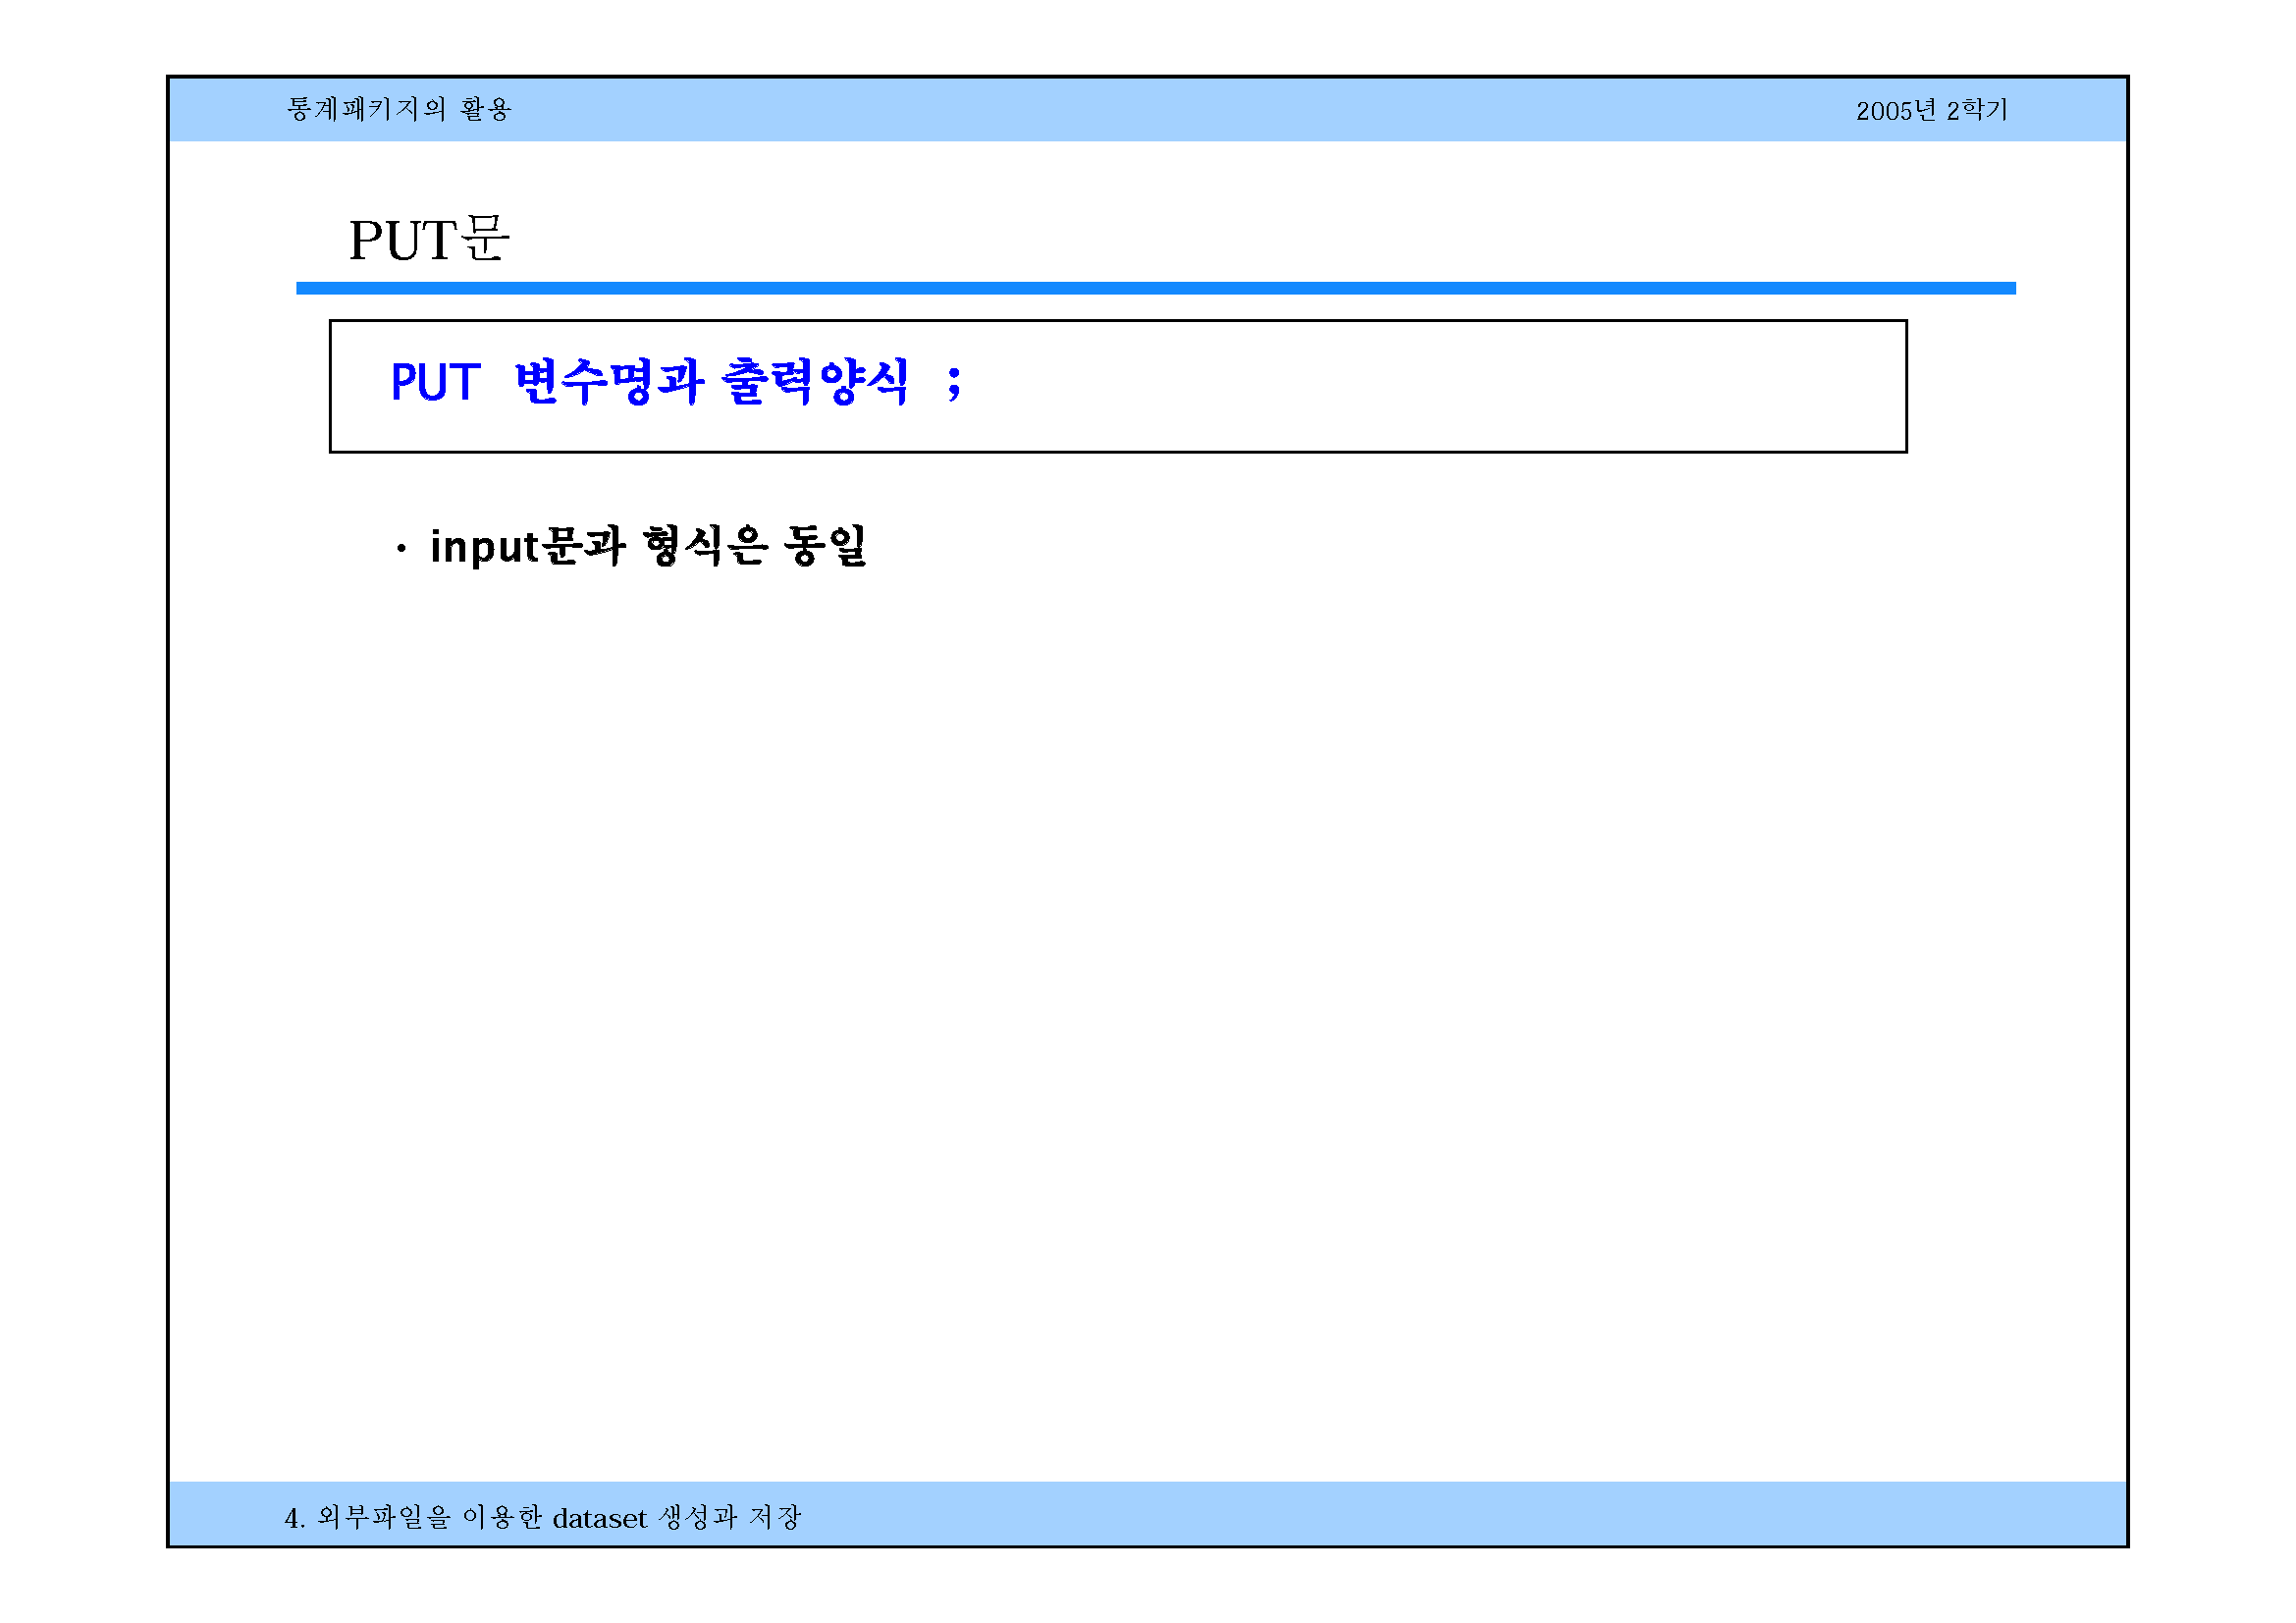 통계패키지의 활용 2005년 2학기
PUT문
PUT 변수명과 출력양식 ;
· input문과 형식은 동일
4. 외부파일을 이용한 dataset 생성과 저장